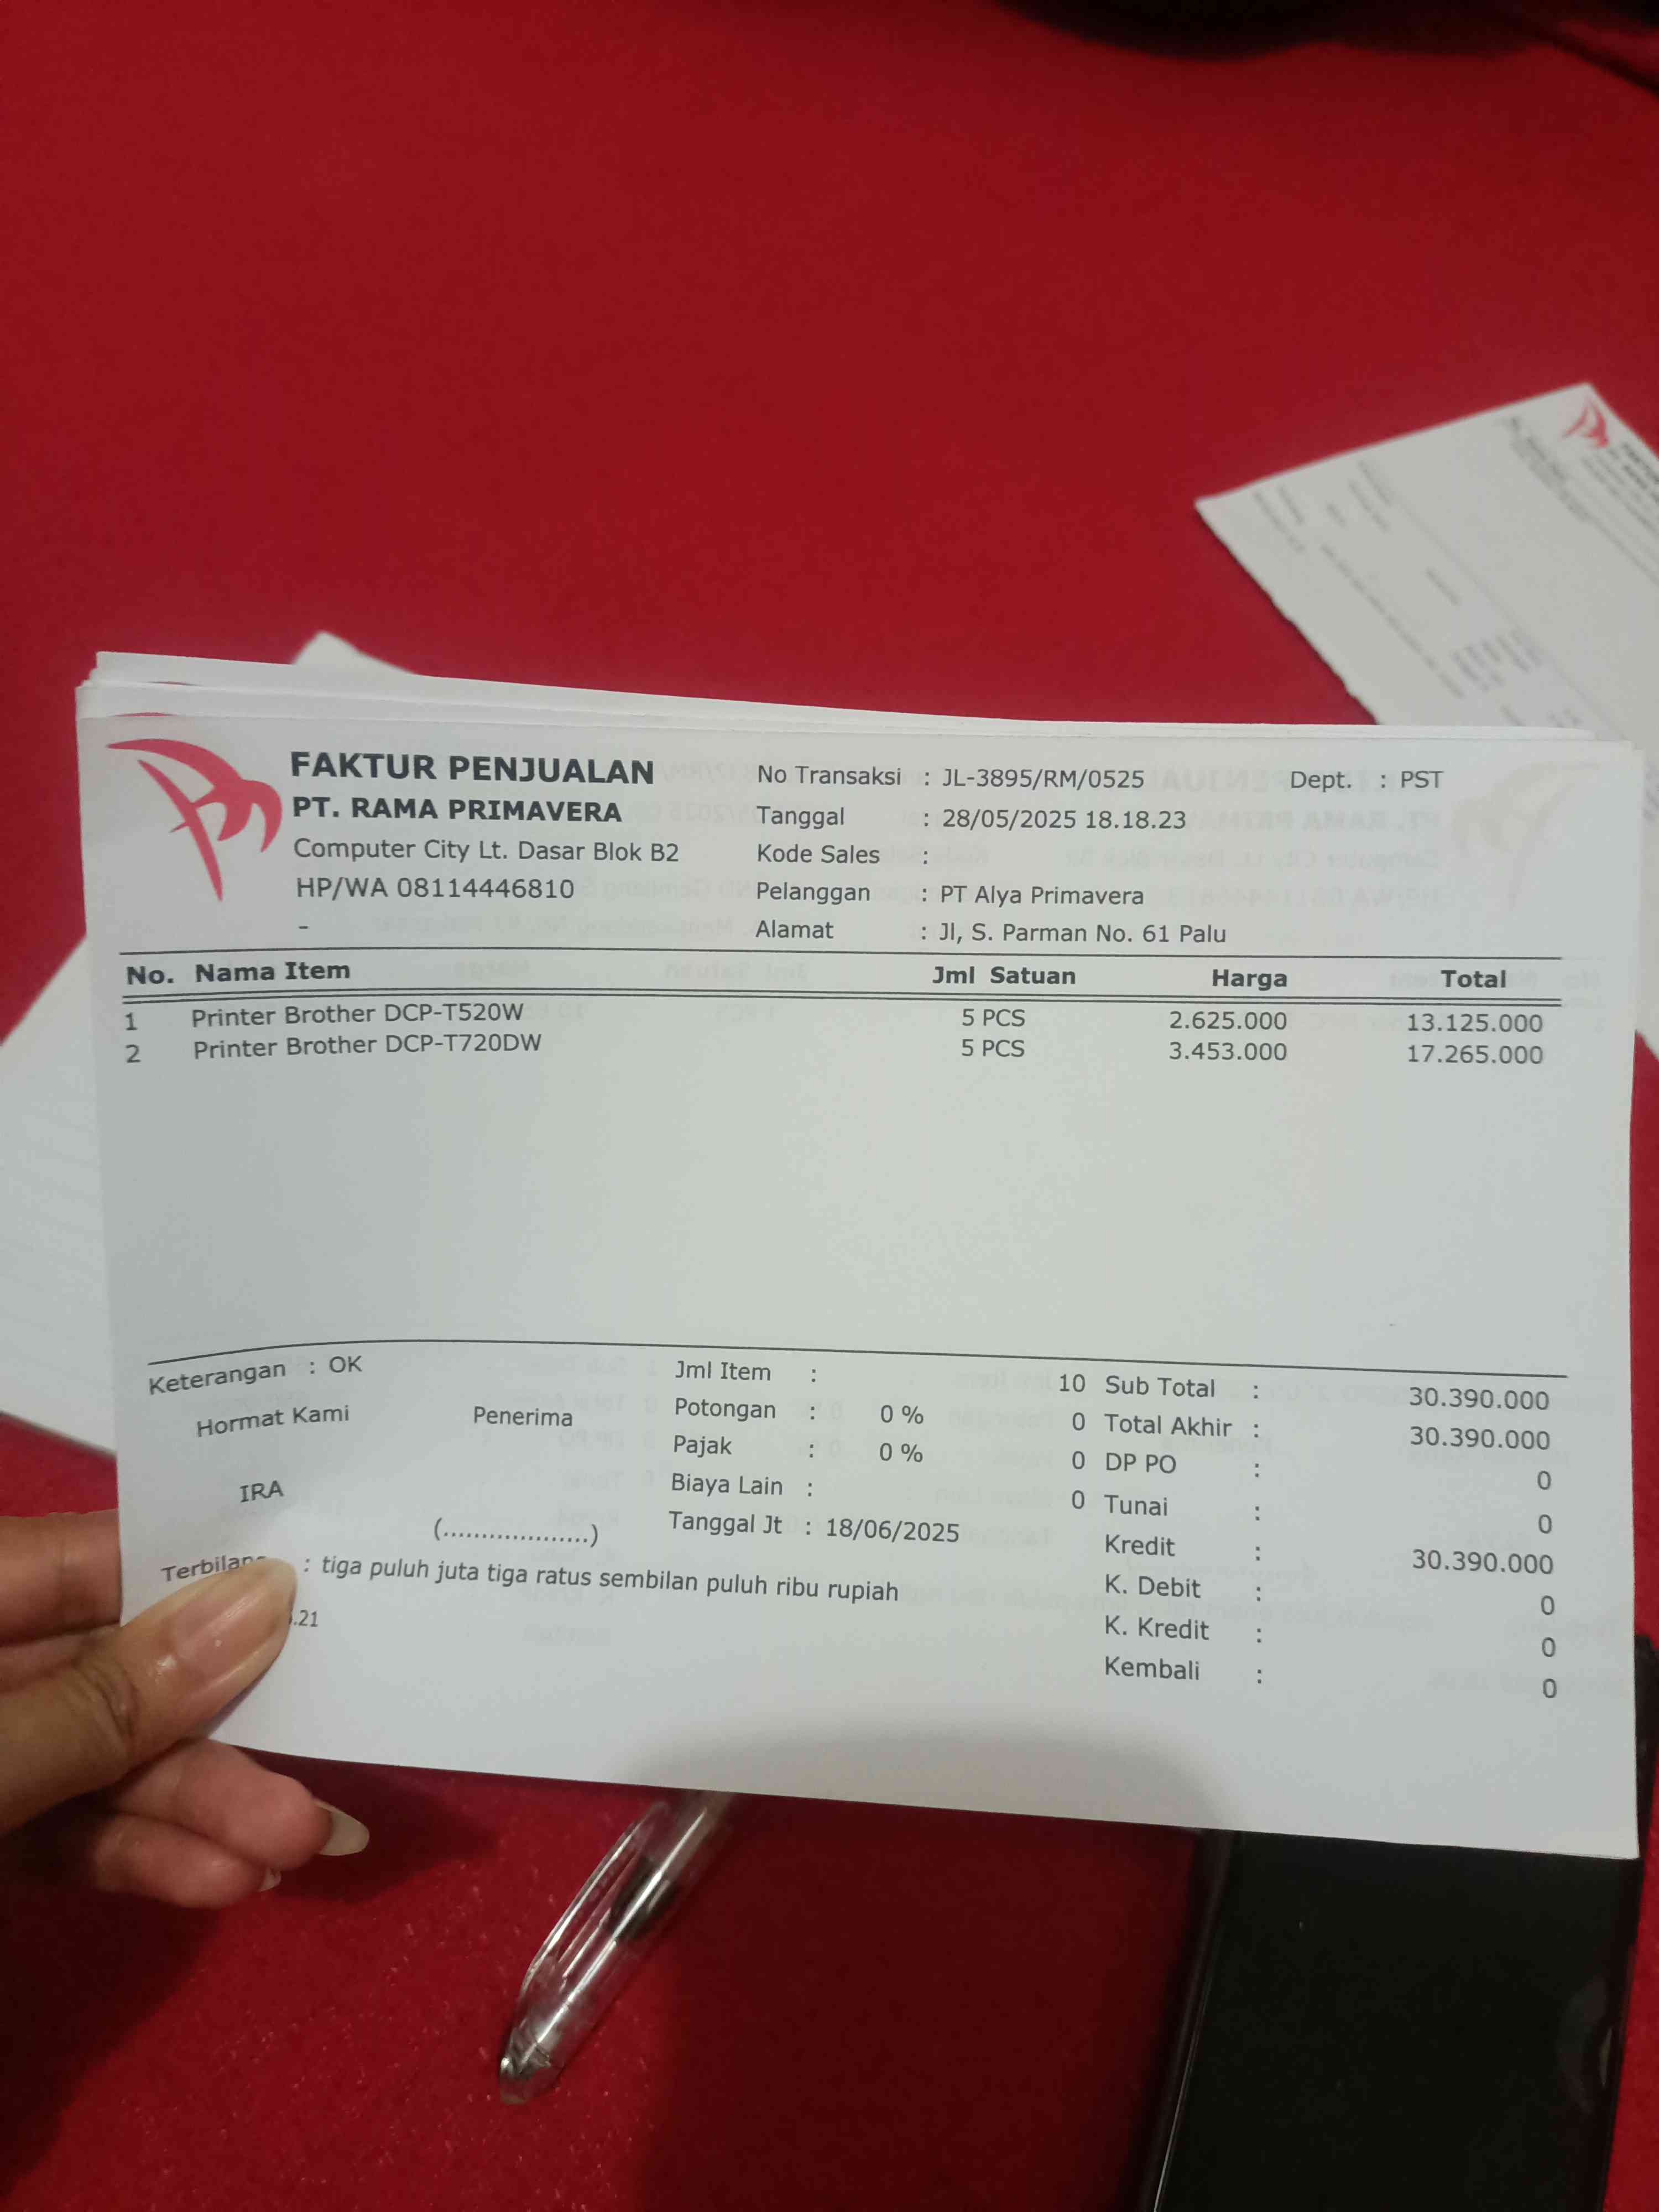 FAKTUR PENJUALAN
PT. RAMA PRIMAVERA
Computer City Lt. Dasar Blok B2
HP/WA 08114446810
-
No Transaksi : JL-3895/RM/0525 Dept. : PST
Tanggal : 28/05/2025 18.18.23
Kode Sales :
Pelanggan : PT Alya Primavera
Alamat : Jl, S. Parman No. 61 Palu
No. Nama Item Jml Satuan Harga Total
1 Printer Brother DCP-T520W 5 PCS 2.625.000 13.125.000
2 Printer Brother DCP-T720DW 5 PCS 3.453.000 17.265.000
Keterangan : OK
Hormat Kami Penerima
IRA
(...................)
Jml Item : 10
Potongan : 0 % 0
Pajak : 0 % 0
Biaya Lain : 0
Tanggal Jt : 18/06/2025
Sub Total : 30.390.000
Total Akhir : 30.390.000
DP PO : 0
Tunai : 0
Kredit : 30.390.000
K. Debit : 0
K. Kredit : 0
Kembali : 0
: tiga puluh juta tiga ratus sembilan puluh ribu rupiah
.21